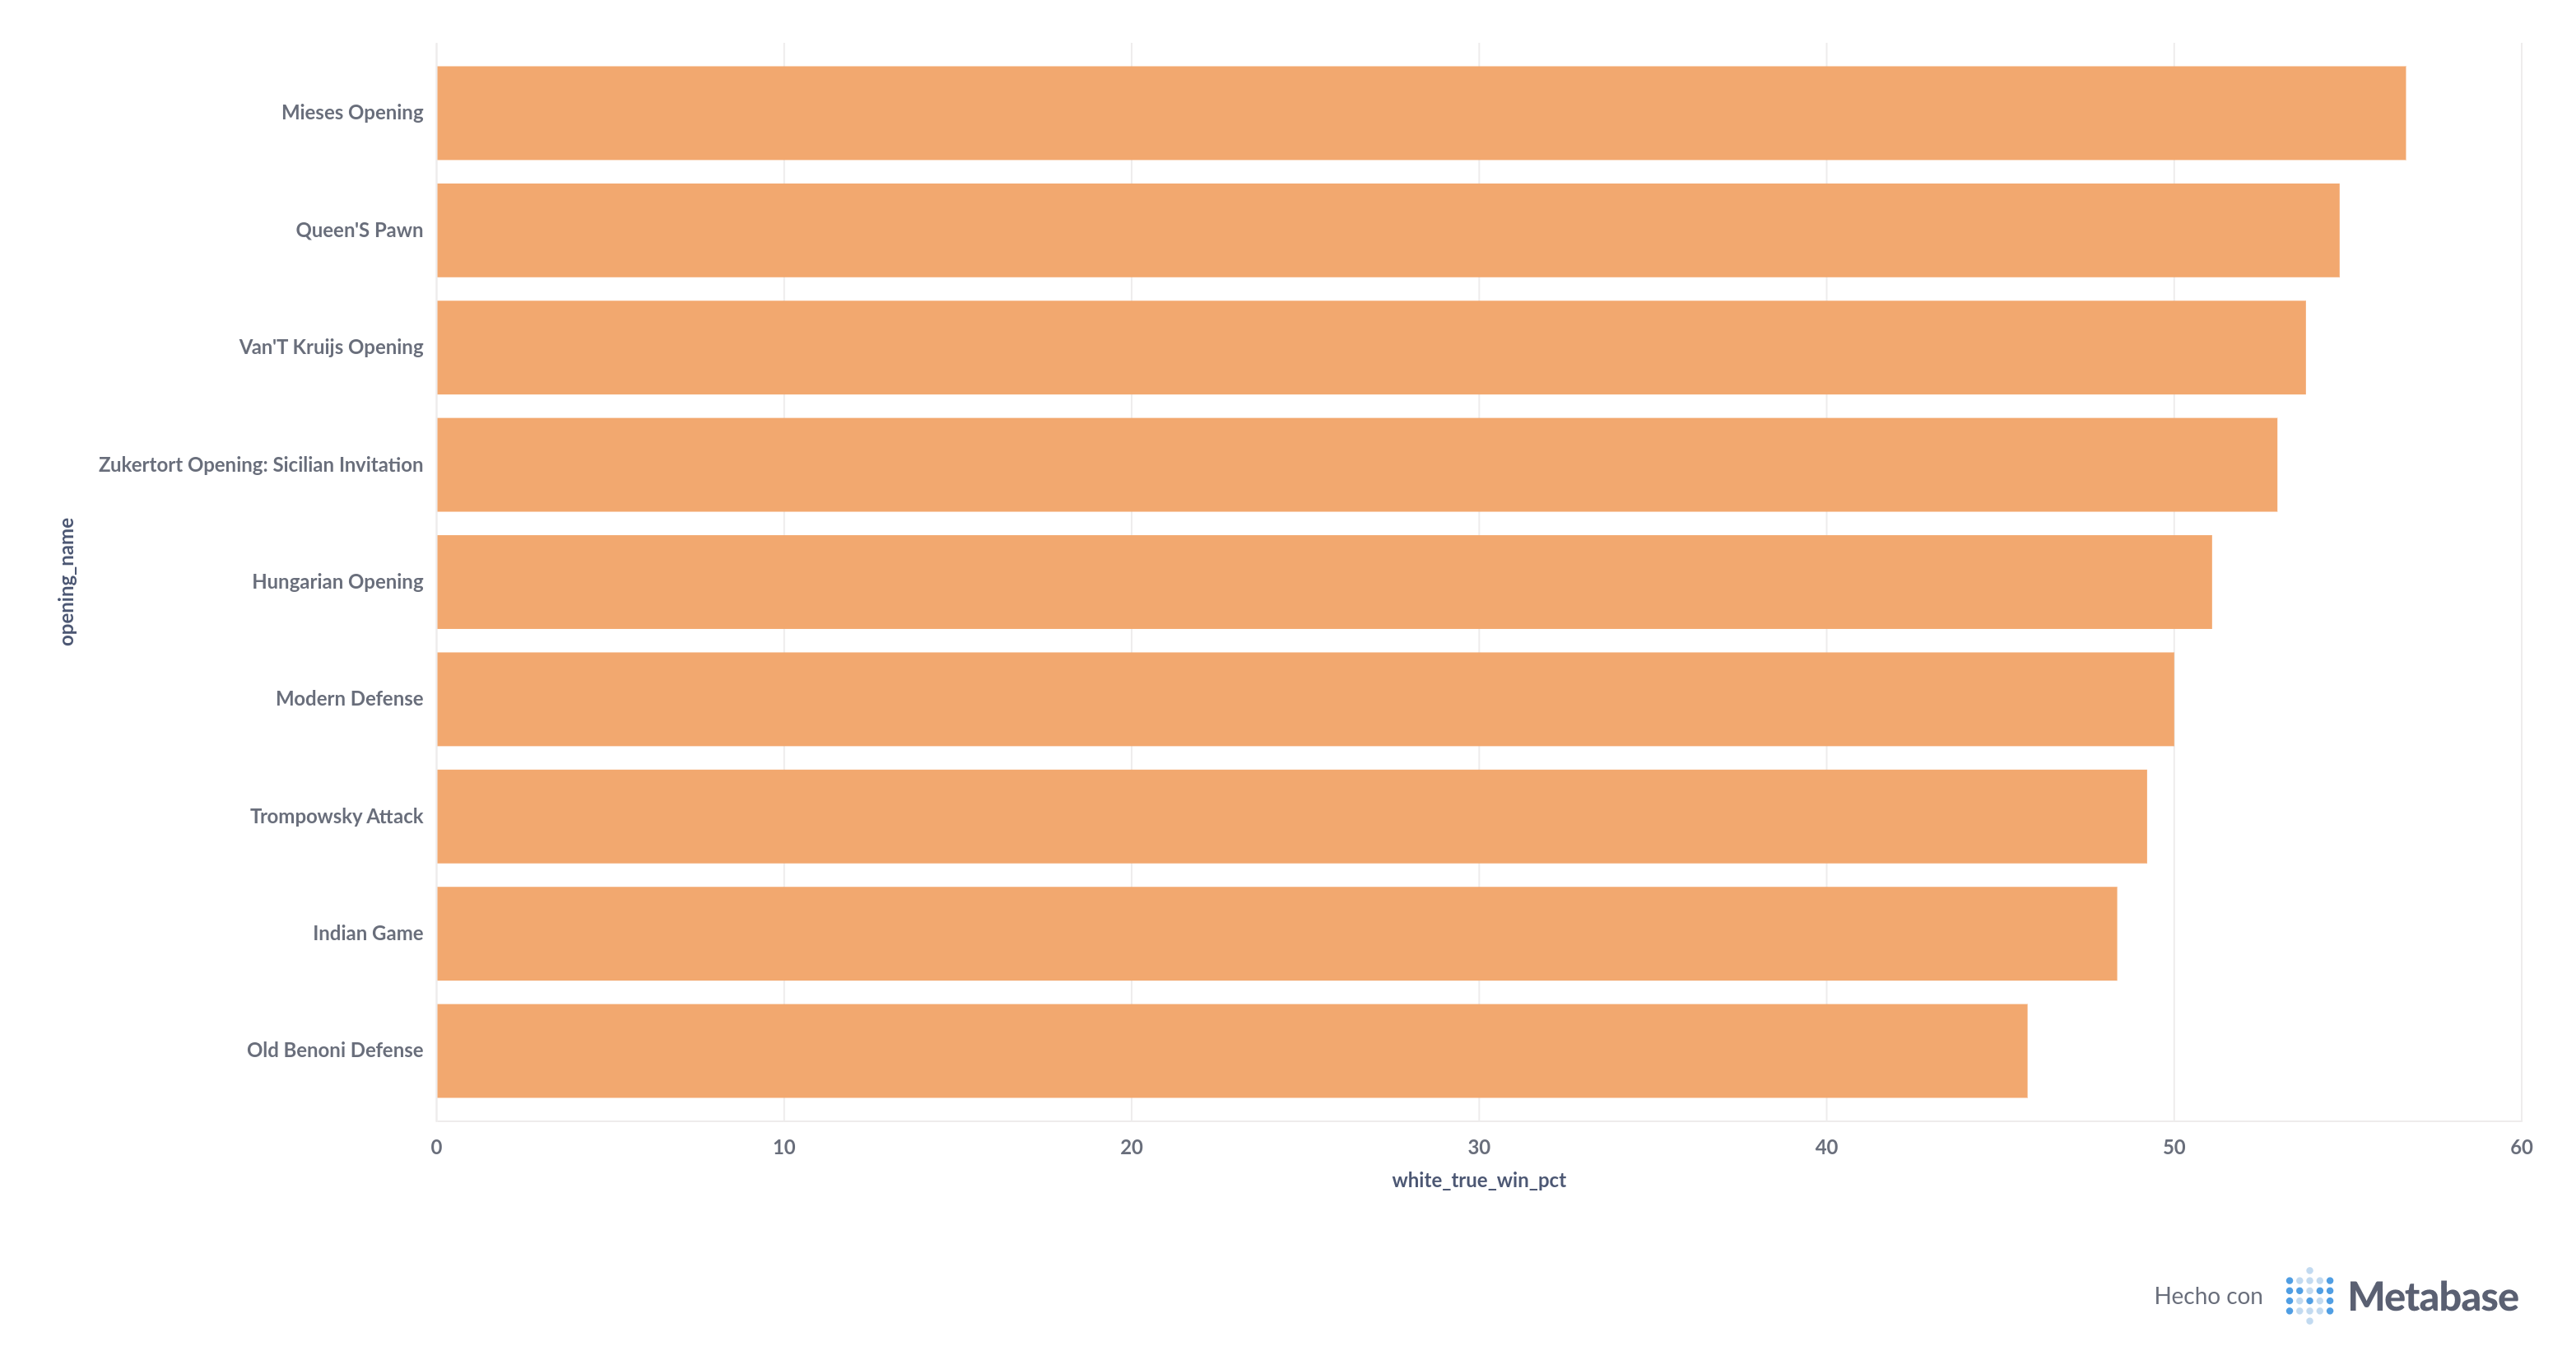 Mieses Opening
Queen'S Pawn
Van'T Kruijs Opening
Zukertort Opening: Sicilian Invitation
Hungarian Opening
Modern Defense
Trompowsky Attack
Indian Game
Old Benoni Defense
opening_name
0 10 20 30 40 50 60
white_true_win_pct
Hecho con Metabase